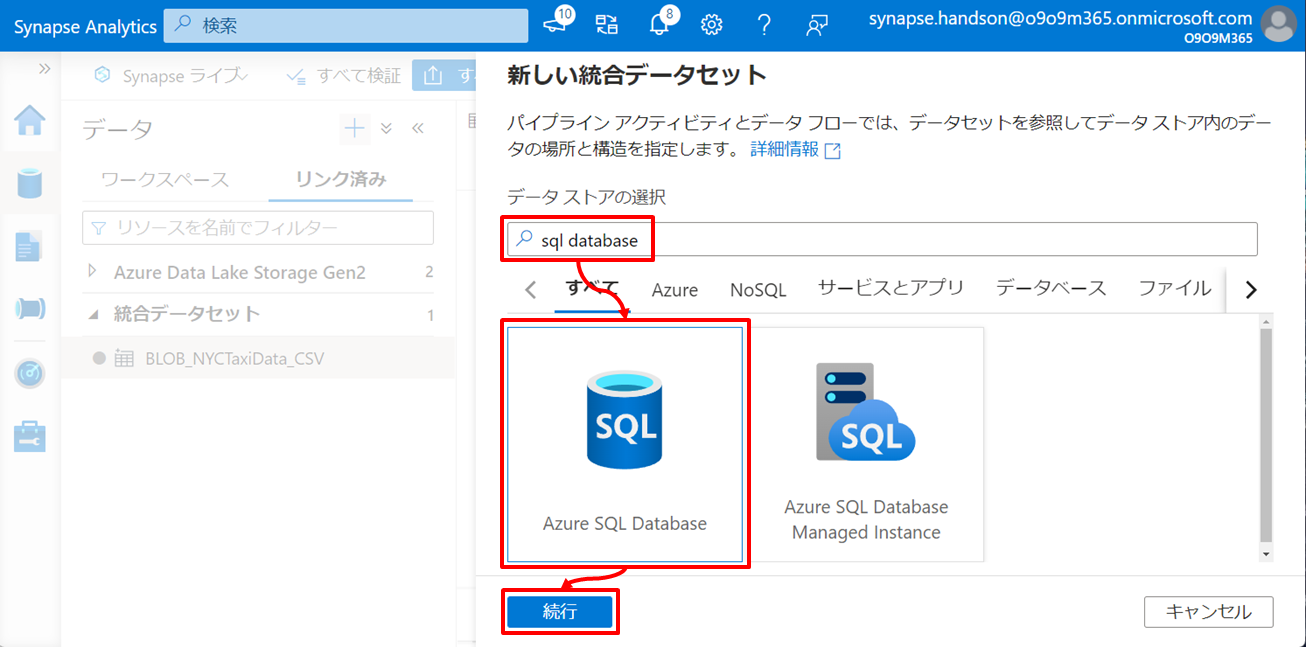 Synapse Analytics
検索
10
8
synapse.handson@o9o9m365.onmicrosoft.com
O9O9M365
Synapse ライブ
すべて検証
データ
ワークスペース
リンク済み
リソースを名前でフィルター
Azure Data Lake Storage Gen2
2
統合データセット
1
BLOB_NYCTaxiData_CSV
新しい統合データセット
パイプライン アクティビティとデータ フローでは、データセットを参照してデータ ストア内のデー
タの場所と構造を指定します。 詳細情報
データ ストアの選択
sql database
すべて
Azure
NoSQL
サービスとアプリ
データベース
ファイル
SQL
Azure SQL Database
SQL
Azure SQL Database
Managed Instance
続行
キャンセル